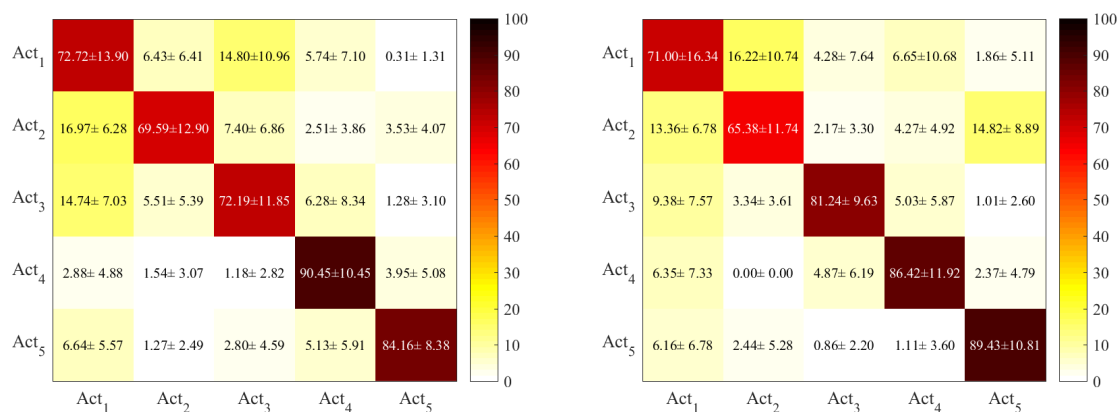 Act1 72.72±13.90 6.43± 6.41 14.80±10.96 5.74± 7.10 0.31± 1.31
Act2 16.97± 6.28 69.59±12.90 7.40± 6.86 2.51± 3.86 3.53± 4.07
Act3 14.74± 7.03 5.51± 5.39 72.19±11.85 6.28± 8.34 1.28± 3.10
Act4 2.88± 4.88 1.54± 3.07 1.18± 2.82 90.45±10.45 3.95± 5.08
Act5 6.64± 5.57 1.27± 2.49 2.80± 4.59 5.13± 5.91 84.16± 8.38
Act1 Act2 Act3 Act4 Act5
100
90
80
70
60
50
40
30
20
10
0
Act1 71.00±16.34 16.22±10.74 4.28± 7.64 6.65±10.68 1.86± 5.11
Act2 13.36± 6.78 65.38±11.74 2.17± 3.30 4.27± 4.92 14.82± 8.89
Act3 9.38± 7.57 3.34± 3.61 81.24± 9.63 5.03± 5.87 1.01± 2.60
Act4 6.35± 7.33 0.00± 0.00 4.87± 6.19 86.42±11.92 2.37± 4.79
Act5 6.16± 6.78 2.44± 5.28 0.86± 2.20 1.11± 3.60 89.43±10.81
Act1 Act2 Act3 Act4 Act5
100
90
80
70
60
50
40
30
20
10
0